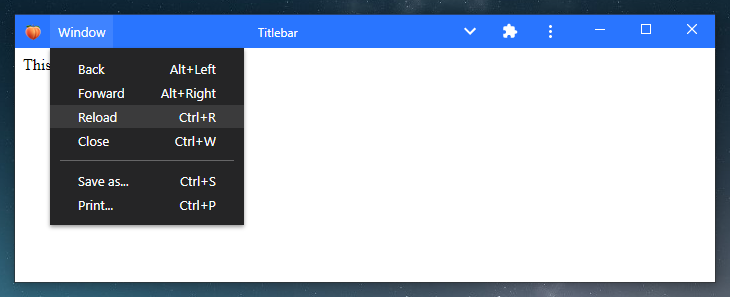 Window Titlebar
This
Back Alt+Left
Forward Alt+Right
Reload Ctrl+R
Close Ctrl+W
Save as... Ctrl+S
Print... Ctrl+P